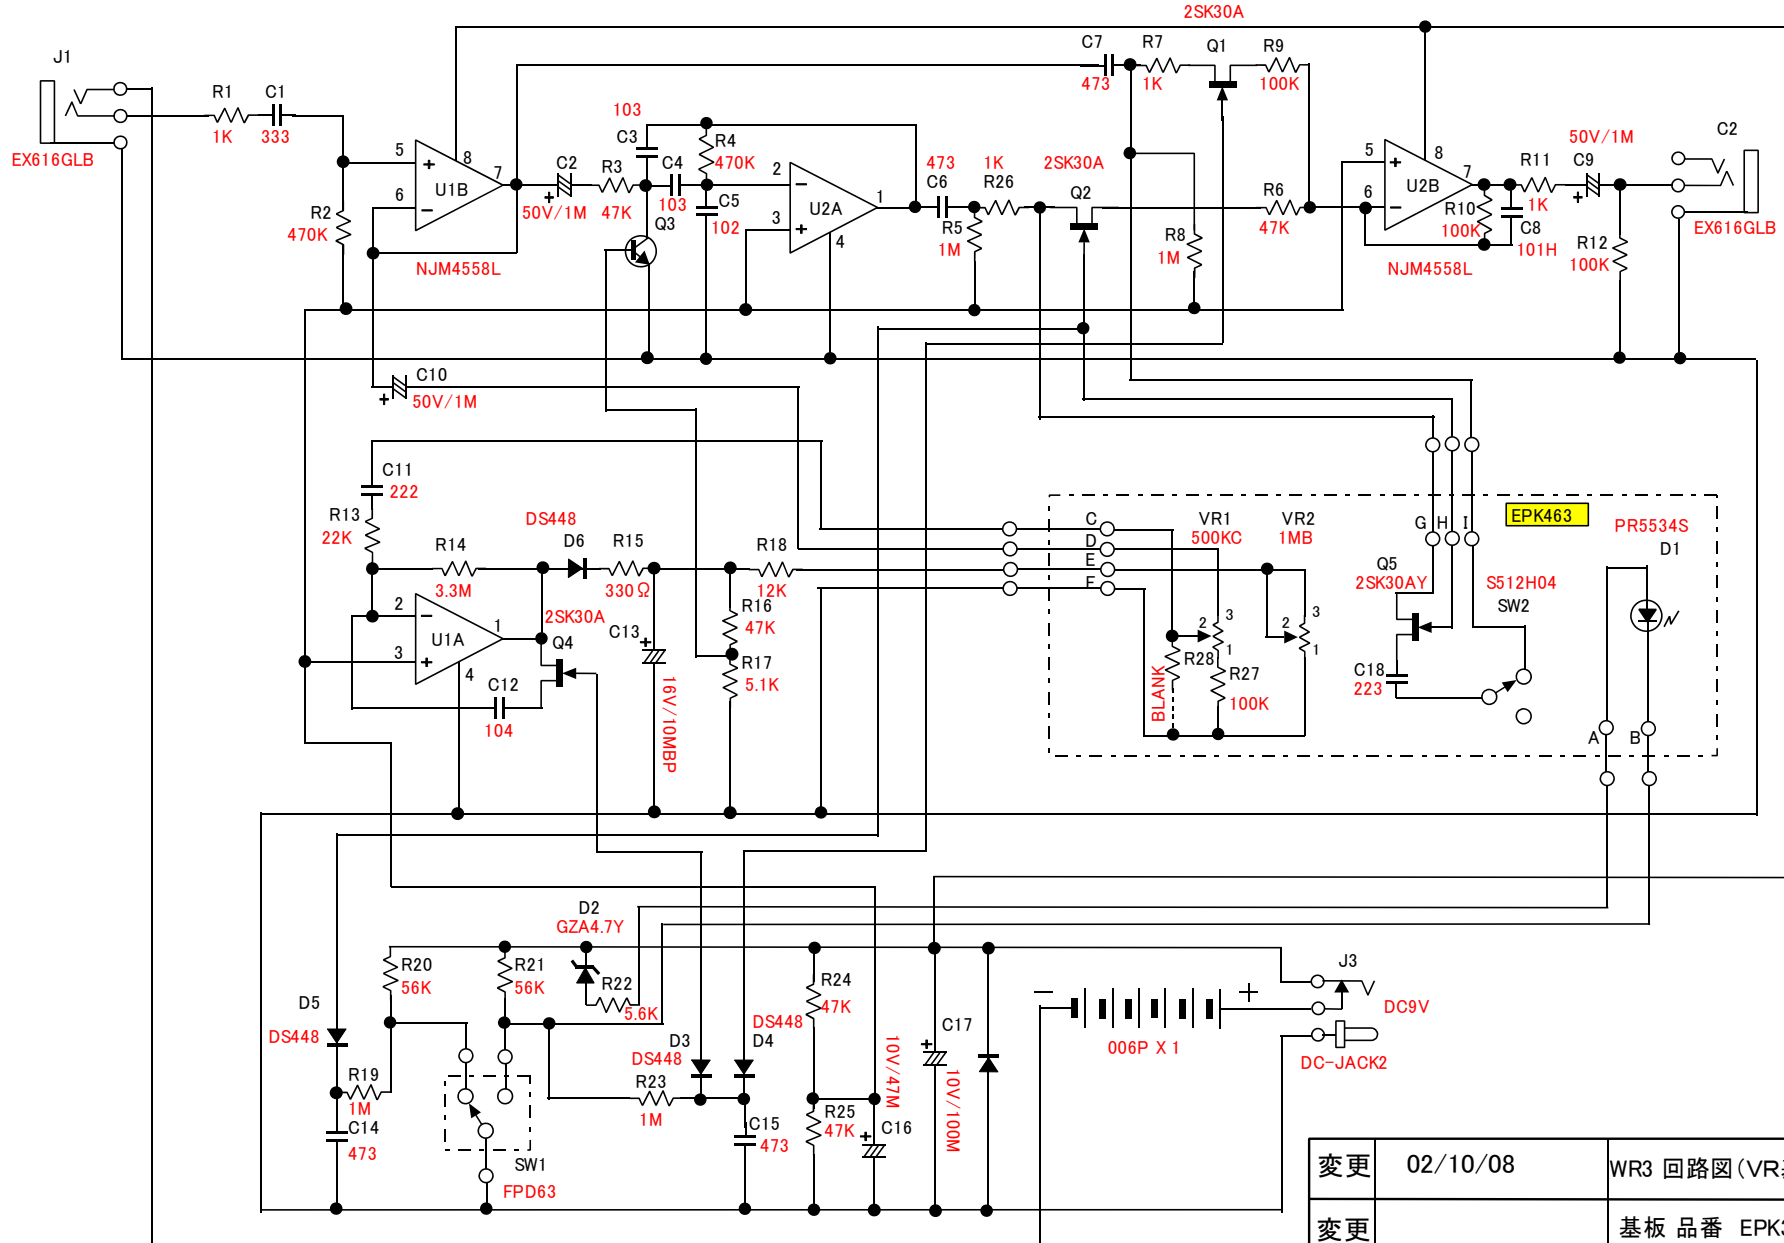 2SK30A
J1
C7
R7
Q1
R9
473
1K
100K
R1
C1
1K
333
EX616GLB
103
C3
R4
470K
C4
103
5
+
8
U1B
7
6
−
C2
R3
+
50V/1M
47K
C5
102
Q3
2
−
U2A
1
3
+
4
473
C6
1K
R26
2SK30A
Q2
R5
1M
R6
47K
R8
1M
5
+
8
U2B
7
6
−
R10
100K
R11
1K
C8
101H
50V/1M
C9
+
C2
EX616GLB
R12
100K
R2
470K
NJM4558L
NJM4558L
C10
+
50V/1M
C11
222
R13
22K
R14
3.3M
DS448
D6
R15
330Ω
R18
12K
2
−
U1A
1
3
+
4
2SK30A
Q4
C12
104
C13
+
16V/10MBP
R16
47K
R17
5.1K
C
D
E
F
VR1
500KC
VR2
1MB
3
2
1
3
2
1
R28
BLANK
R27
100K
G
H
I
EPK463
PR5534S
D1
Q5
2SK30AY
S512H04
SW2
C18
223
A
B
D2
GZA4.7Y
R20
56K
R21
56K
R22
5.6K
D5
DS448
R19
1M
C14
473
SW1
FPD63
D3
DS448
R23
1M
DS448
D4
C15
473
R24
47K
R25
47K
10V/47M
+
C16
C17
+
10V/100M
−
+
006P X 1
J3
DC9V
DC-JACK2
変更 02/10/08 WR3 回路図(VR
変更 基板 品番 EPK